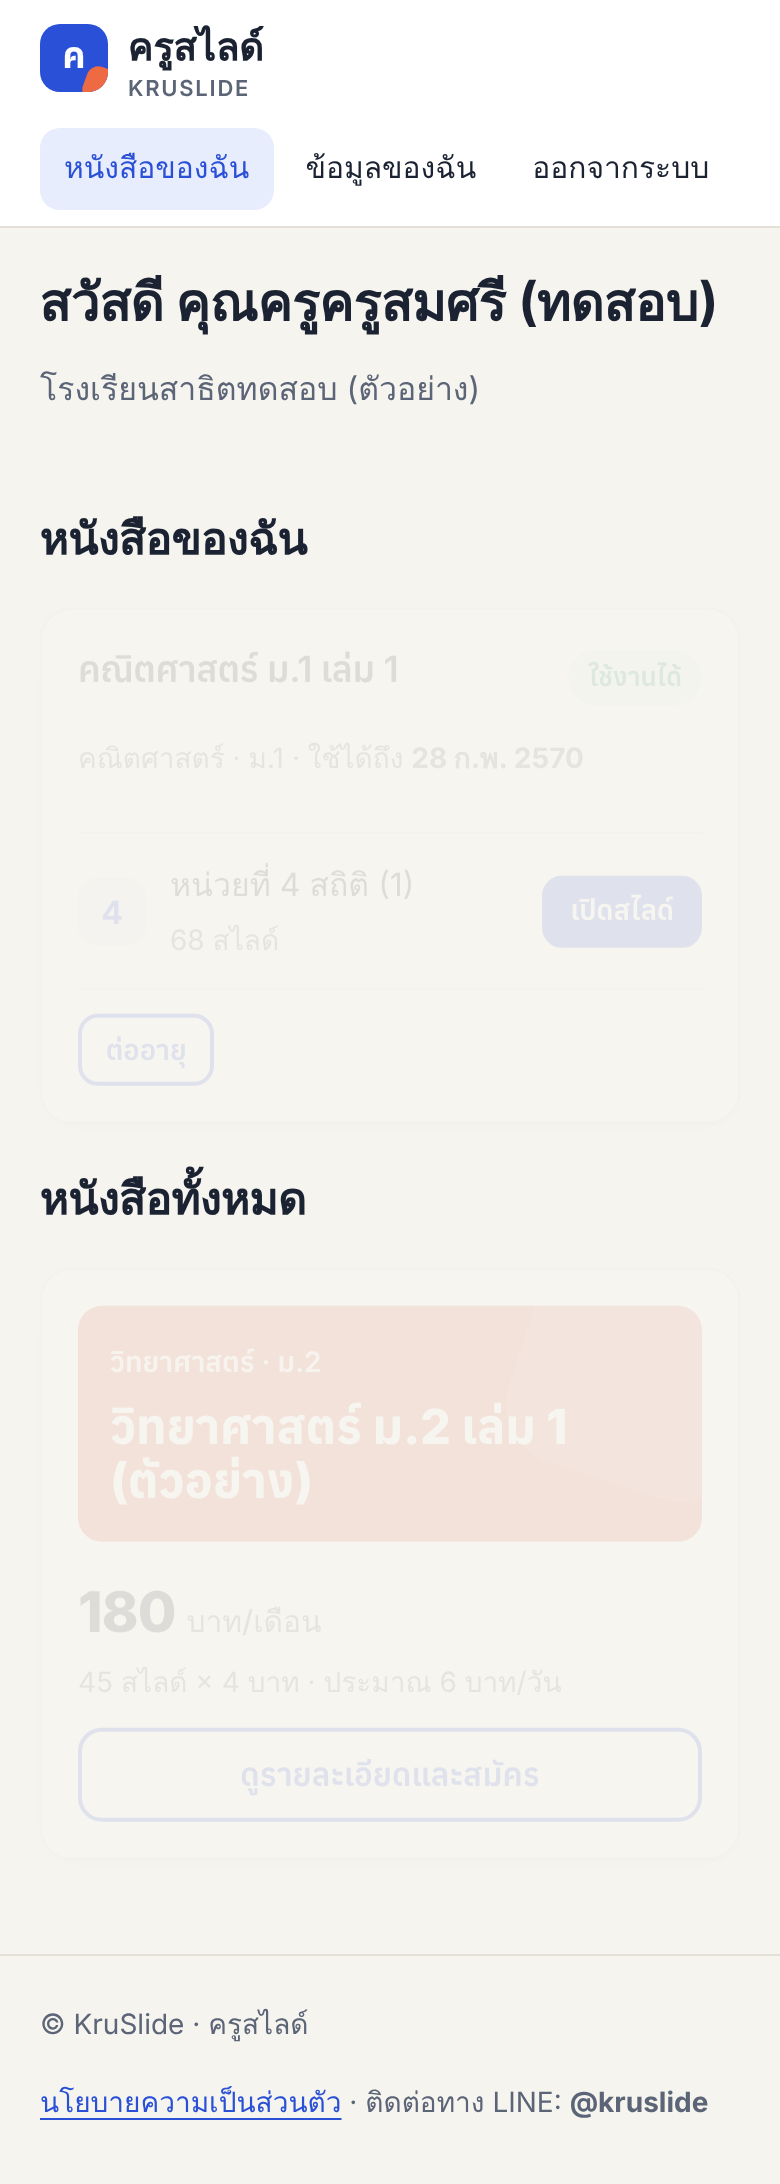 ค
ครูสไลด์
KRUSLIDE
หนังสือของฉัน ข้อมูลของฉัน ออกจากระบบ
สวัสดี คุณครูครูสมศรี (ทดสอบ)
โรงเรียนสาธิตทดสอบ (ตัวอย่าง)
หนังสือของฉัน
คณิตศาสตร์ ม.1 เล่ม 1
ใช้งานได้
คณิตศาสตร์ · ม.1 · ใช้ได้ถึง 28 ก.พ. 2570
4
หน่วยที่ 4 สถิติ (1)
68 สไลด์
เปิดสไลด์
ต่ออายุ
หนังสือทั้งหมด
วิทยาศาสตร์ · ม.2
วิทยาศาสตร์ ม.2 เล่ม 1
(ตัวอย่าง)
180 บาท/เดือน
45 สไลด์ × 4 บาท · ประมาณ 6 บาท/วัน
ดูรายละเอียดและสมัคร
© KruSlide · ครูสไลด์
นโยบายความเป็นส่วนตัว · ติดต่อทาง LINE: @kruslide